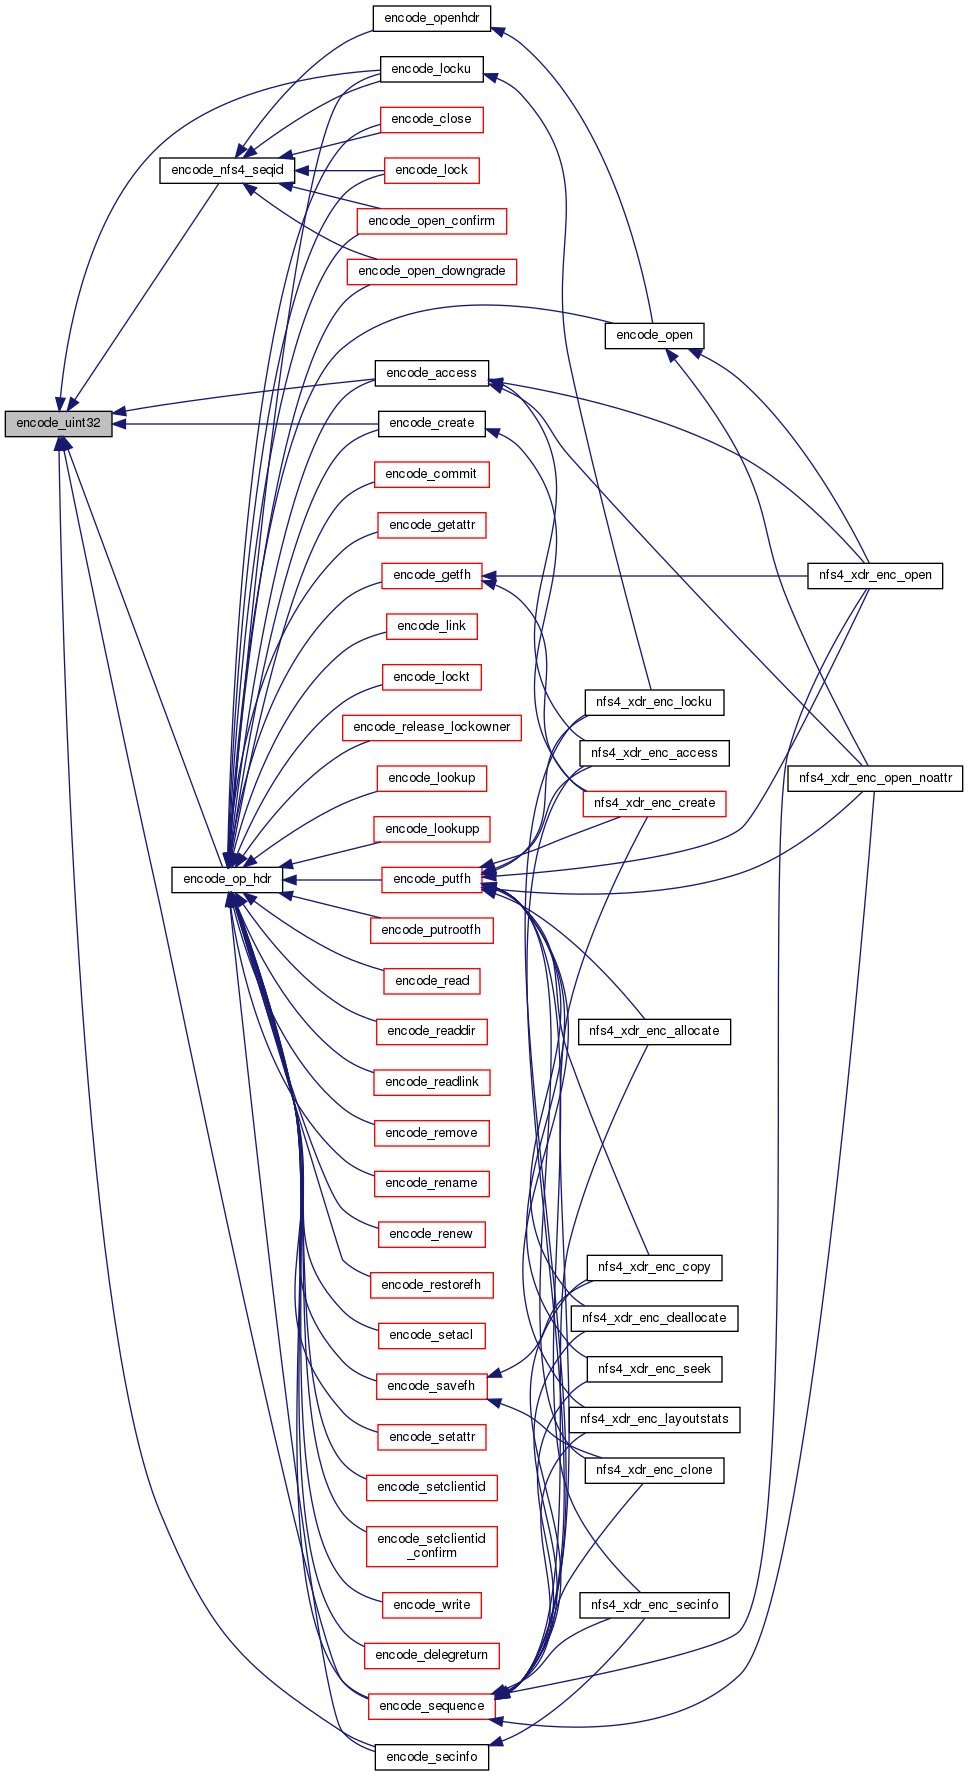 encode_openhdr
encode_locku
encode_close
encode_nfs4_seqid
encode_lock
encode_open_confirm
encode_open_downgrade
encode_open
encode_access
encode_uint32
encode_create
encode_commit
encode_getattr
encode_getfh
nfs4_xdr_enc_open
encode_link
encode_lockt
nfs4_xdr_enc_locku
encode_release_lockowner
nfs4_xdr_enc_access
encode_lookup
nfs4_xdr_enc_open_noattr
nfs4_xdr_enc_create
encode_lookupp
encode_op_hdr
encode_putfh
encode_putrootfh
encode_read
encode_readdir
nfs4_xdr_enc_allocate
encode_readlink
encode_remove
encode_rename
encode_renew
nfs4_xdr_enc_copy
encode_restorefh
nfs4_xdr_enc_deallocate
encode_setacl
nfs4_xdr_enc_seek
encode_savefh
nfs4_xdr_enc_layoutstats
encode_setattr
nfs4_xdr_enc_clone
encode_setclientid
encode_setclientid
_confirm
encode_write
nfs4_xdr_enc_secinfo
encode_delegreturn
encode_sequence
encode_secinfo